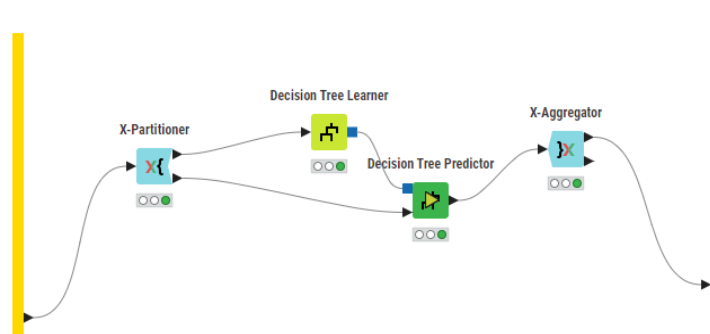 Decision Tree Learner
X-Aggregator
X-Partitioner
Decision Tree Predictor
X{
}X